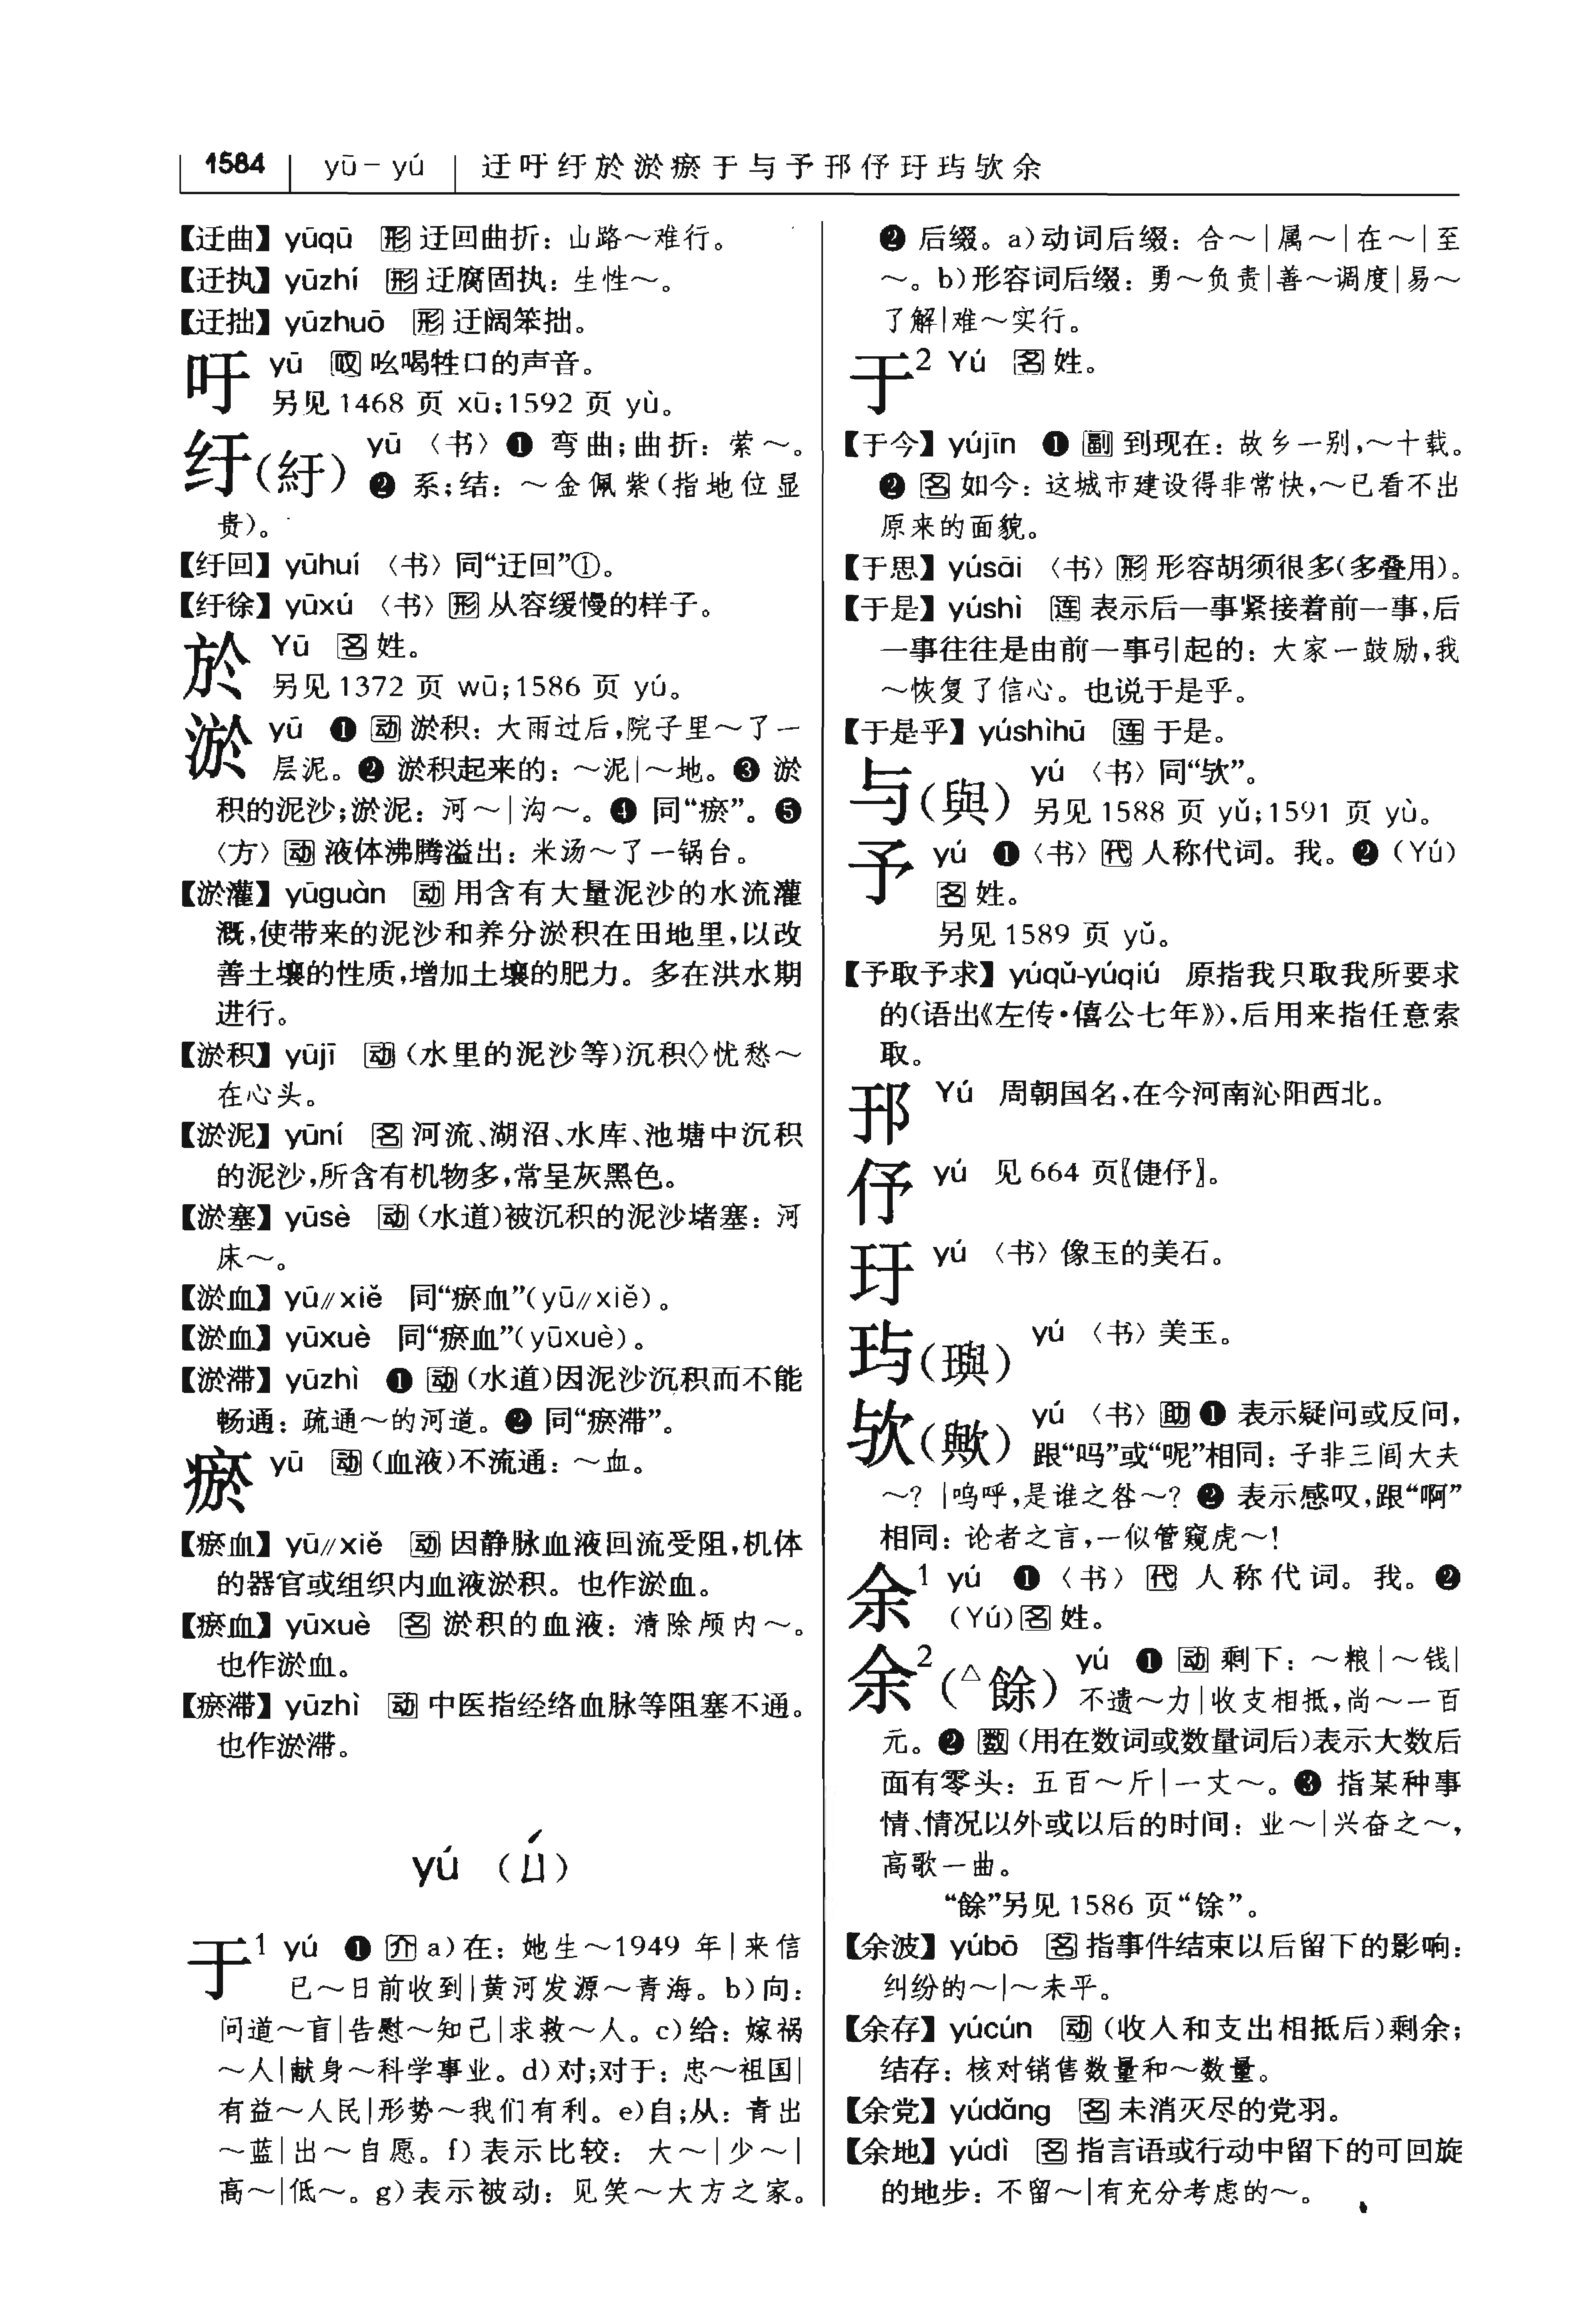 1584 yū－yú 迂吁纡於淤瘀于与予邘伃玗玙欤余
【迂曲】 yūqū 形 迂回曲折：山路～难行。
【迂执】 yūzhí 形 迂腐固执：生性～。
【迂拙】 yūzhuō 形 迂阔笨拙。
吁 yū 叹 吆喝牲口的声音。
另见1468 页 xū；1592 页 yù。
纡(紆) yū 〈书〉❶ 弯曲；曲折：萦～。
❷ 系；结：～金佩紫(指地位显
贵)。
【纡回】 yūhuí 〈书〉同“迂回”①。
【纡徐】 yūxú 〈书〉形 从容缓慢的样子。
於 Yū 名 姓。
另见1372 页 wū；1586 页 yú。
淤 yū ❶ 动 淤积：大雨过后，院子里～了一
层泥。❷ 淤积起来的：～泥|～地。❸ 淤
积的泥沙；淤泥：河～|沟～。❹ 同“瘀”。❺
〈方〉动 液体沸腾溢出：米汤～了一锅台。
【淤灌】 yūguàn 动 用含有大量泥沙的水流灌
溉，使带来的泥沙和养分淤积在田地里，以改
善土壤的性质，增加土壤的肥力。多在洪水期
进行。
【淤积】 yūjī 动 (水里的泥沙等)沉积◇忧愁～
在心头。
【淤泥】 yūní 名 河流、湖沼、水库、池塘中沉积
的泥沙，所含有机物多，常呈灰黑色。
【淤塞】 yūsè 动 (水道)被沉积的泥沙堵塞：河
床～。
【淤血】 yū//xiě 同“瘀血”(yū//xiě)。
【淤血】 yūxuè 同“瘀血”(yūxuè)。
【淤滞】 yūzhì ❶ 动 (水道)因泥沙沉积而不能
畅通：疏通～的河道。❷ 同“瘀滞”。
瘀 yū 动 (血液)不流通：～血。
【瘀血】 yū//xiě 动 因静脉血液回流受阻，机体
的器官或组织内血液淤积。也作淤血。
【瘀血】 yūxuè 名 淤积的血液：清除颅内～。
也作淤血。
【瘀滞】 yūzhì 动 中医指经络血脉等阻塞不通。
也作淤滞。
yú (ㄩˊ)
于1 yú ❶ 介 a)在：她生～1949 年|来信
已～日前收到|黄河发源～青海。b)向：
问道～盲|告慰～知己|求救～人。c)给：嫁祸
～人|献身～科学事业。d)对；对于：忠～祖国|
有益～人民|形势～我们有利。e)自；从：青出
～蓝|出～自愿。f)表示比较：大～|少～|
高～|低～。g)表示被动：见笑～大方之家。
❷ 后缀。a)动词后缀：合～|属～|在～|至
～。b)形容词后缀：勇～负责|善～调度|易～
了解|难～实行。
于2 Yú 名 姓。
【于今】 yújīn ❶ 副 到现在：故乡一别，～十载。
❷ 名 如今：这城市建设得非常快，～已看不出
原来的面貌。
【于思】 yúsāi 〈书〉形 形容胡须很多(多叠用)。
【于是】 yúshì 连 表示后一事紧接着前一事，后
一事往往是由前一事引起的：大家一鼓励，我
～恢复了信心。也说于是乎。
【于是乎】 yúshìhū 连 于是。
与(與) yú 〈书〉同“欤”。
另见1588 页 yǔ；1591 页 yù。
予 yú ❶〈书〉代 人称代词。我。❷ (Yú)
名 姓。
另见1589 页 yǔ。
【予取予求】 yúqǔ-yúqiú 原指我只取我所要求
的(语出《左传·僖公七年》)，后用来指任意索
取。
邘 Yú 周朝国名，在今河南沁阳西北。
伃 yú 见664 页〖倢伃〗。
玗 yú 〈书〉像玉的美石。
玙(璵) yú 〈书〉美玉。
欤(歟) yú 〈书〉助 ❶ 表示疑问或反问，
跟“吗”或“呢”相同：子非三闾大夫
～？|呜呼，是谁之咎～？❷ 表示感叹，跟“啊”
相同：论者之言，一似管窥虎～！
余1 yú ❶〈书〉代 人称代词。我。❷
(Yú)名 姓。
余2(△餘) yú ❶ 动 剩下：～粮|～钱|
不遗～力|收支相抵，尚～一百
元。❷ 数 (用在数词或数量词后)表示大数后
面有零头：五百～斤|一丈～。❸ 指某种事
情、情况以外或以后的时间：业～|兴奋之～，
高歌一曲。
“餘”另见1586 页“馀”。
【余波】 yúbō 名 指事件结束以后留下的影响：
纠纷的～|～未平。
【余存】 yúcún 动 (收入和支出相抵后)剩余；
结存：核对销售数量和～数量。
【余党】 yúdǎng 名 未消灭尽的党羽。
【余地】 yúdì 名 指言语或行动中留下的可回旋
的地步：不留～|有充分考虑的～。